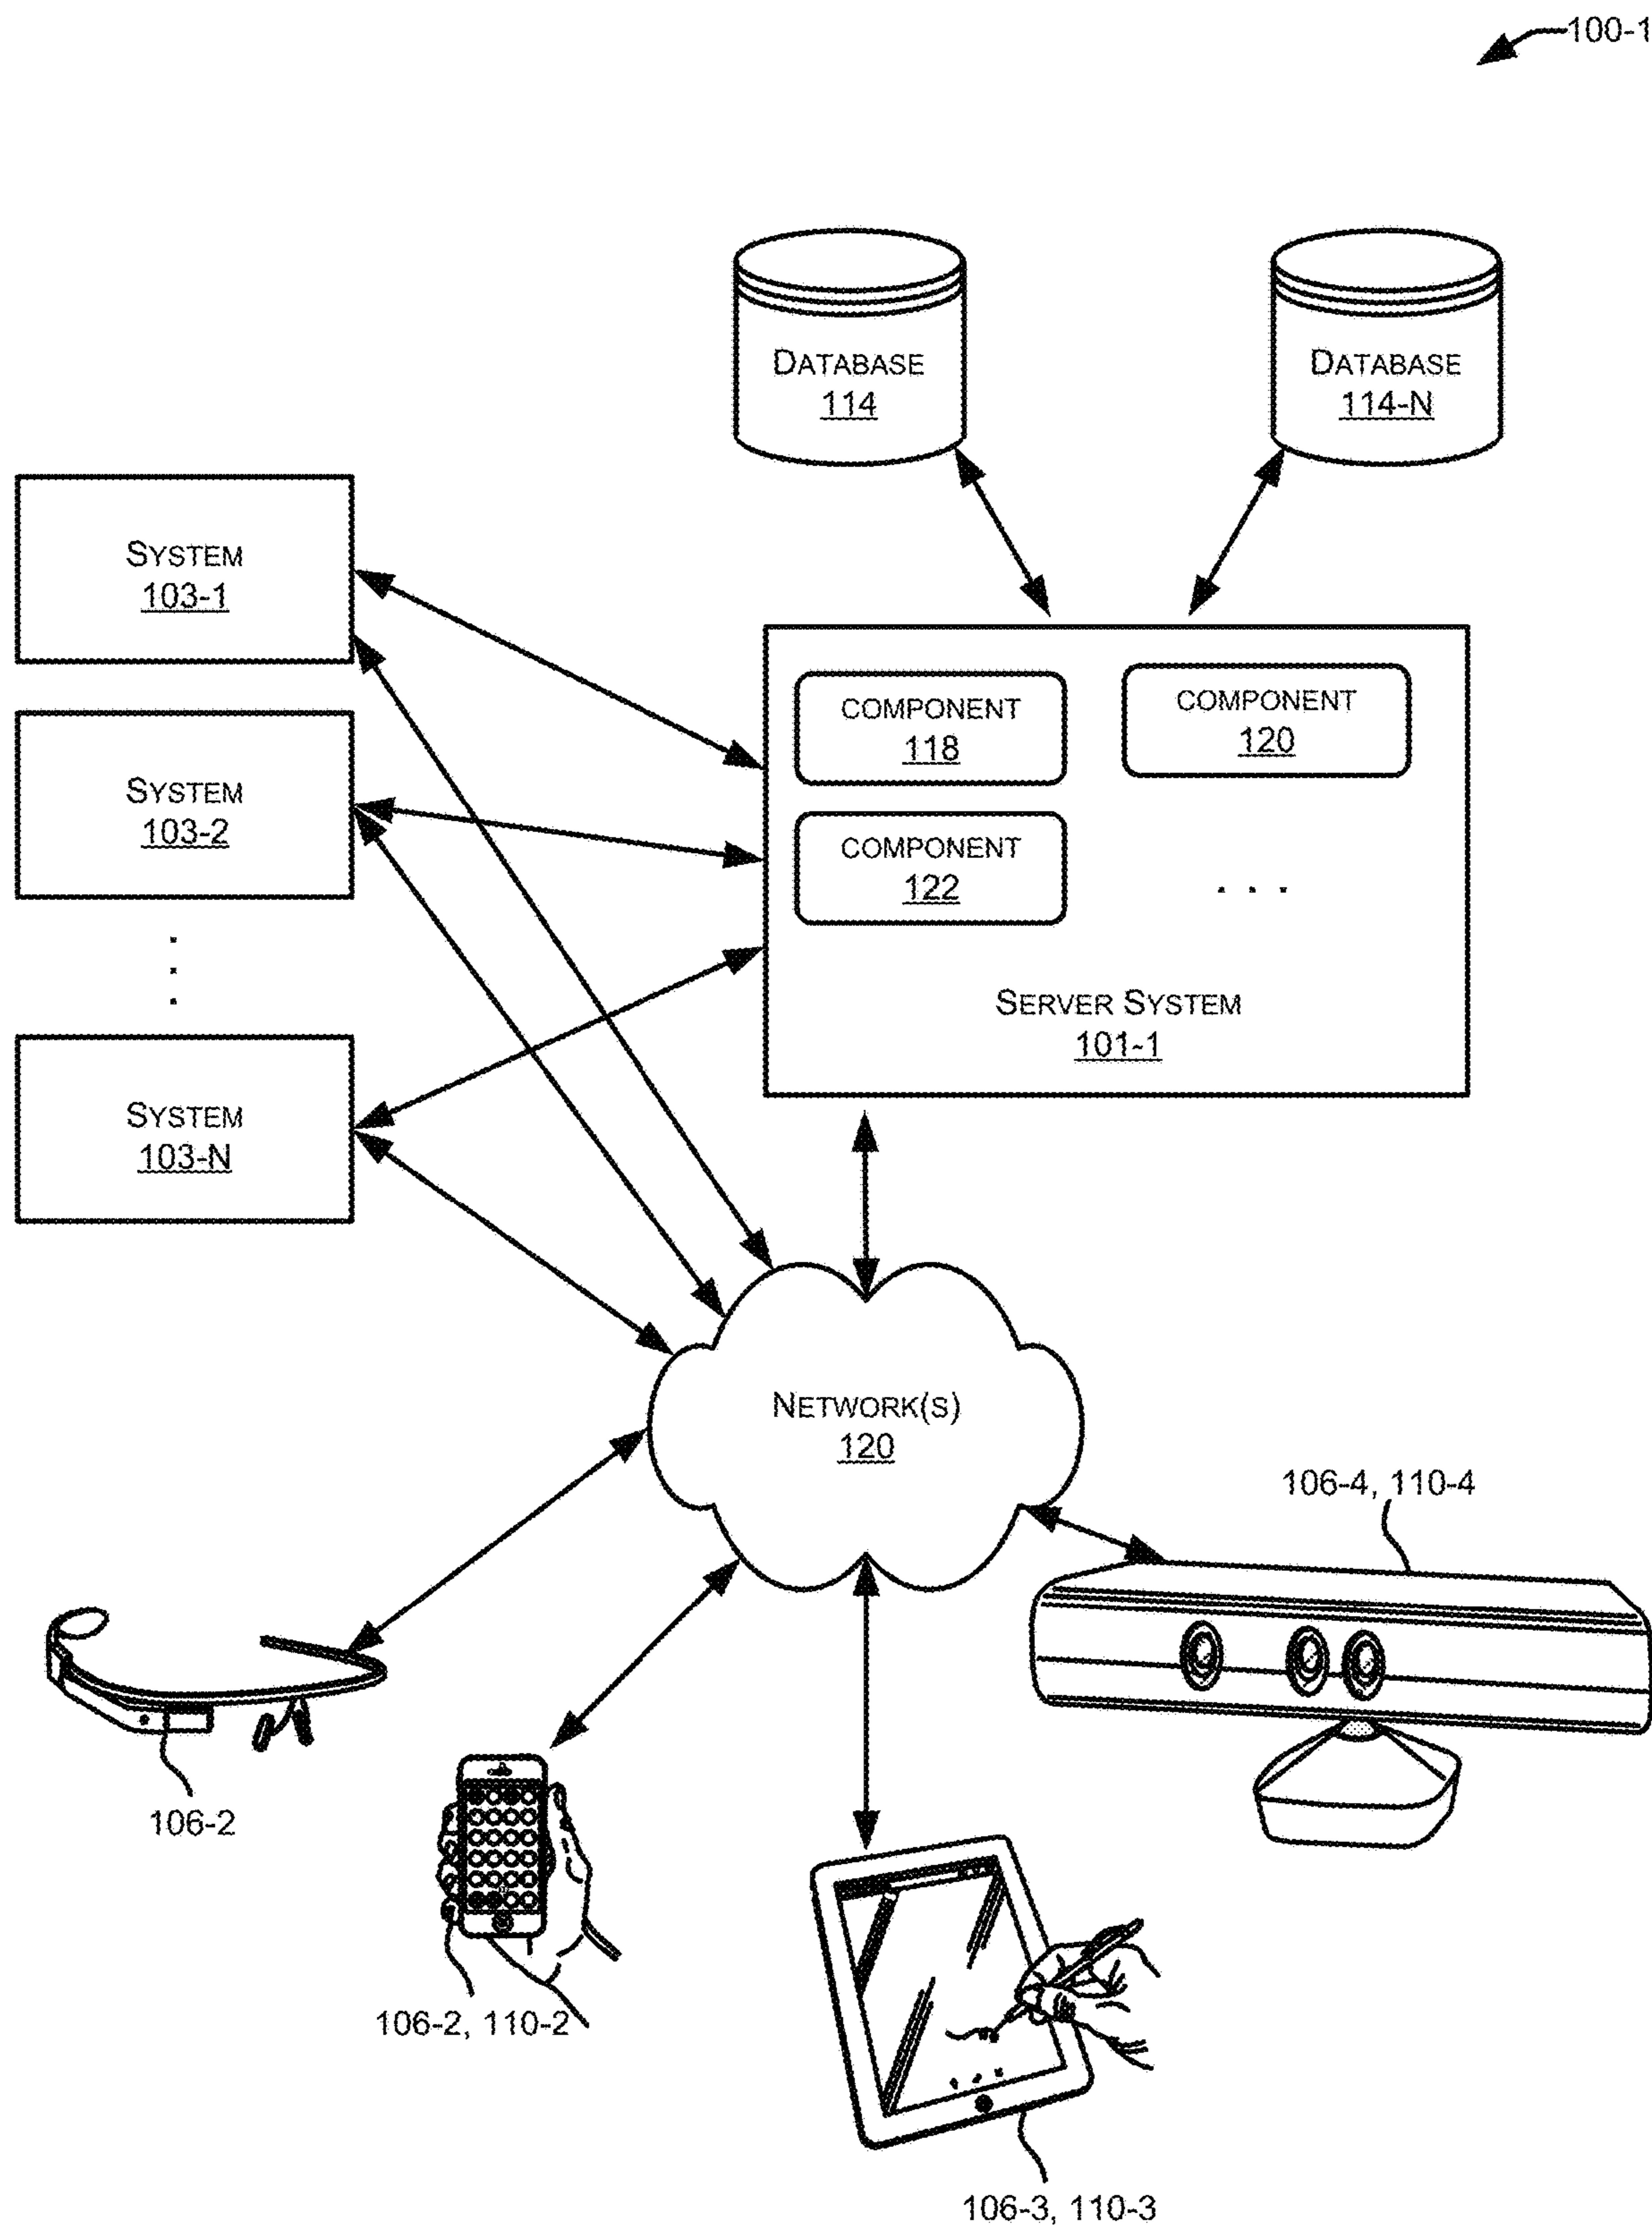 100-1
DATABASE
114
DATABASE
114-N
SYSTEM
103-1
SYSTEM
103-2
.
.
.
SYSTEM
103-N
COMPONENT
118
COMPONENT
120
COMPONENT
122
. . .
SERVER SYSTEM
101-1
NETWORK(S)
120
106-4, 110-4
106-2
106-2, 110-2
106-3, 110-3